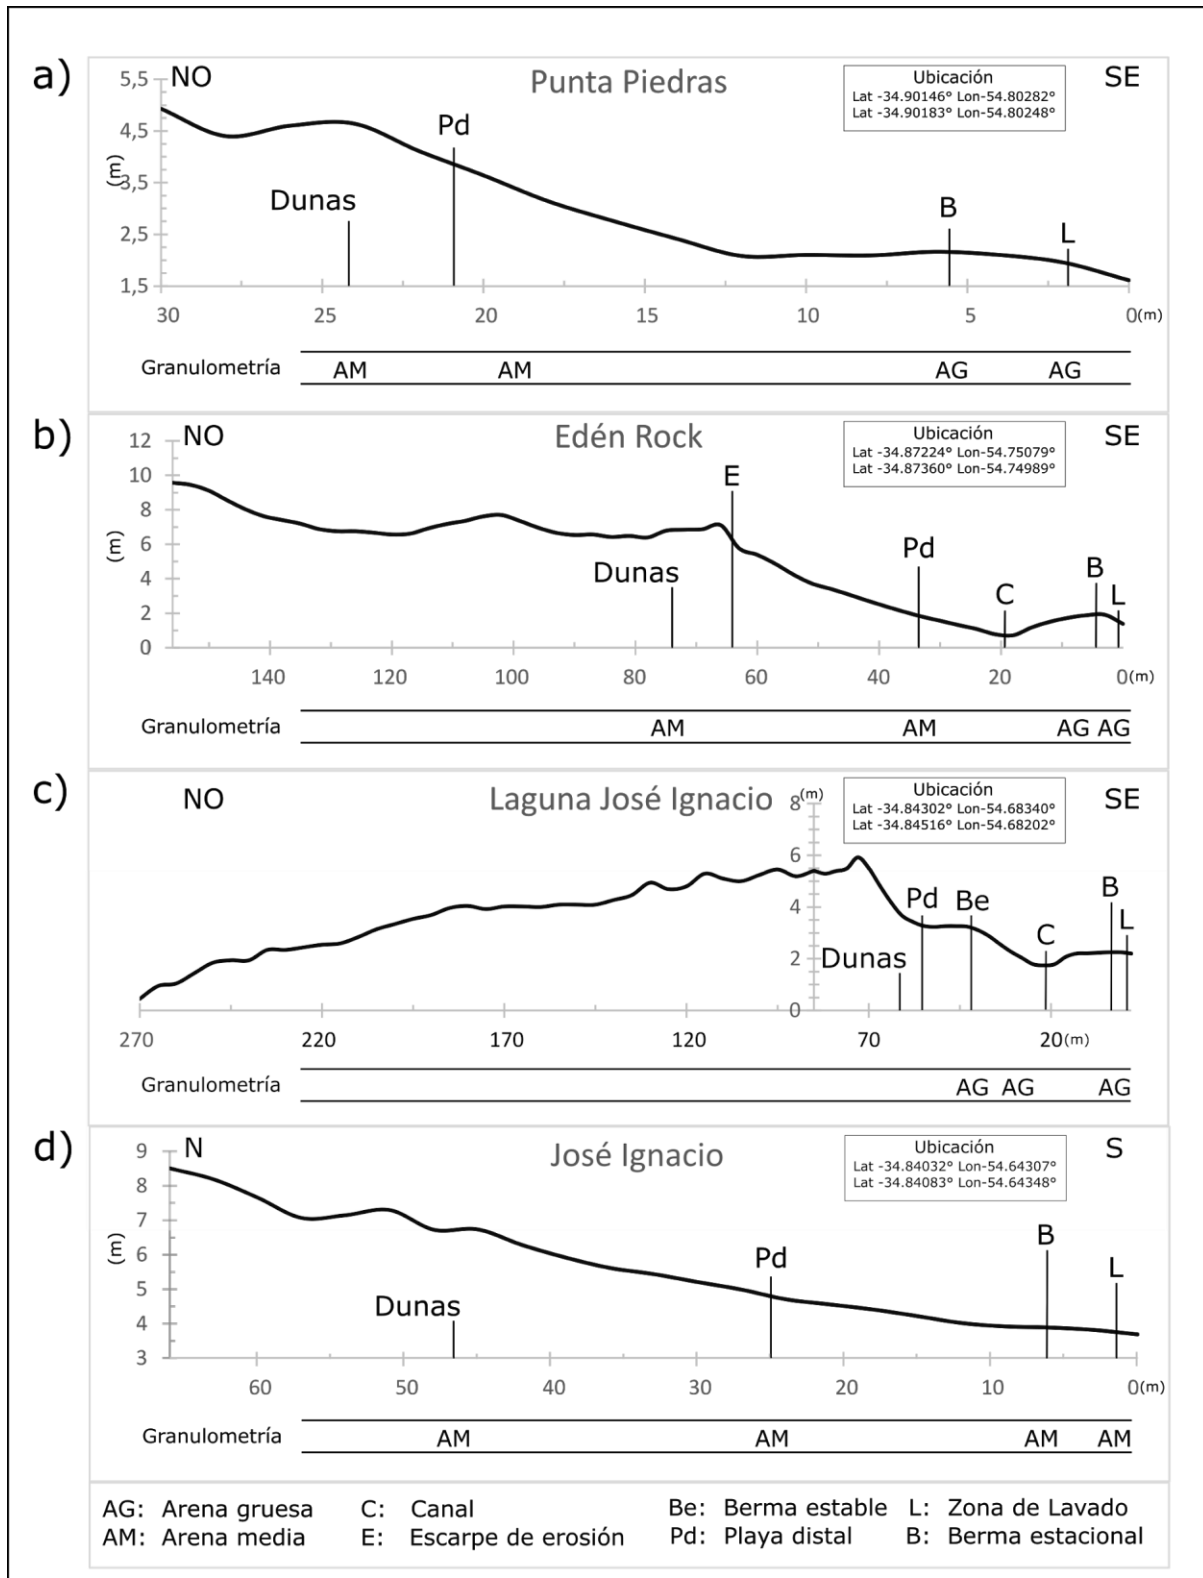 a)
NO
Punta Piedras
SE
Ubicación
Lat -34.90146° Lon-54.80282°
Lat -34.90183° Lon-54.80248°
5,5
4,5
3,5
2,5
1,5
(m)
Dunas
Pd
B
L
30 25 20 15 10 5 0(m)
Granulometría AM AM AG AG
b)
NO
Edén Rock
SE
Ubicación
Lat -34.87224° Lon-54.75079°
Lat -34.87360° Lon-54.74989°
12
10
8
6
4
2
0
(m)
Dunas
E
Pd
C
B
L
140 120 100 80 60 40 20 0(m)
Granulometría AM AM AG AG
c)
NO
Laguna José Ignacio
SE
Ubicación
Lat -34.84302° Lon-54.68340°
Lat -34.84516° Lon-54.68202°
(m)
8
6
4
2
0
Dunas
Pd
Be
C
B
L
270 220 170 120 70 20(m)
Granulometría AG AG AG
d)
N
José Ignacio
S
Ubicación
Lat -34.84032° Lon-54.64307°
Lat -34.84083° Lon-54.64348°
9
8
7
6
5
4
3
(m)
Dunas
Pd
B
L
60 50 40 30 20 10 0(m)
Granulometría AM AM AM AM
AG: Arena gruesa C: Canal Be: Berma estable L: Zona de Lavado
AM: Arena media E: Escarpe de erosión Pd: Playa distal B: Berma estacional